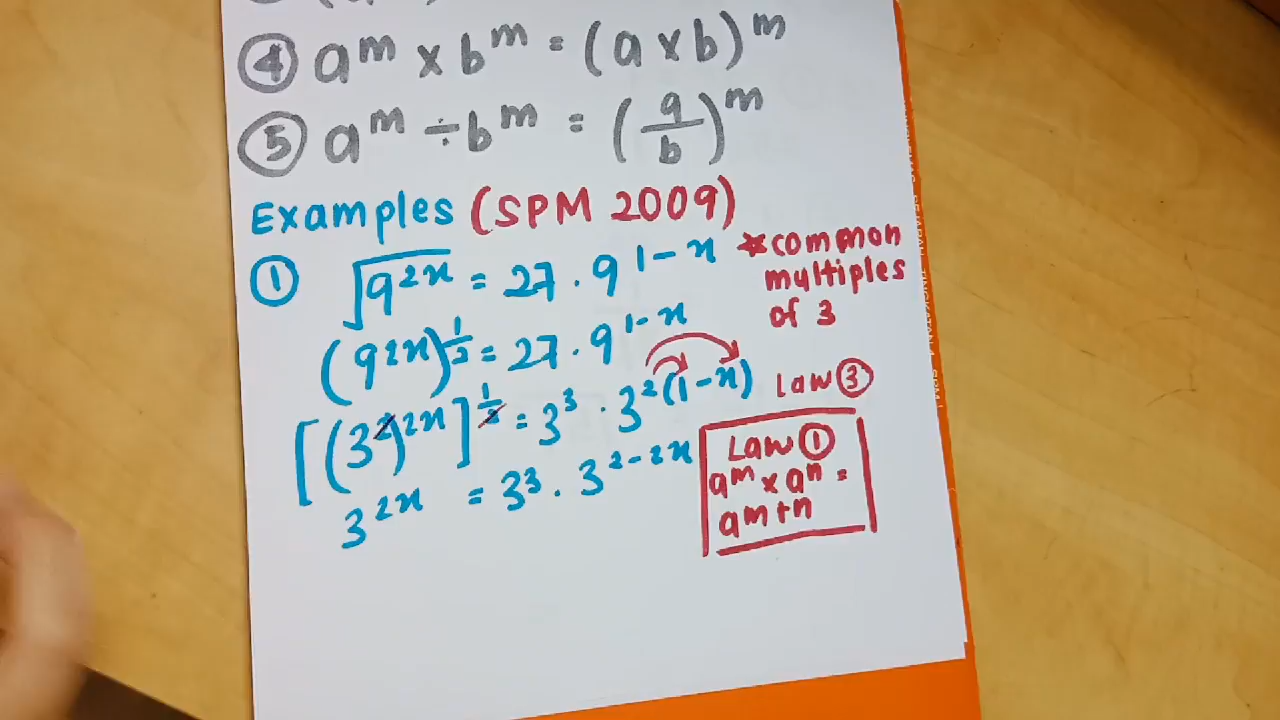 ④ aᵐ × bᵐ = (a × b)ᵐ
⑤ aᵐ ÷ bᵐ = (a/b)ᵐ
Examples (SPM 2009)
① √9²ˣ = 27 · 9¹⁻ˣ
* common multiples of 3
(9²ˣ)^½ = 27 · 9¹⁻ˣ
[(3²)²ˣ]^½ = 3³ · 3²⁽¹⁻ˣ⁾ Law ③
3²ˣ = 3³ · 3²⁻²ˣ
Law ①
aᵐ × aⁿ =
aᵐ⁺ⁿ